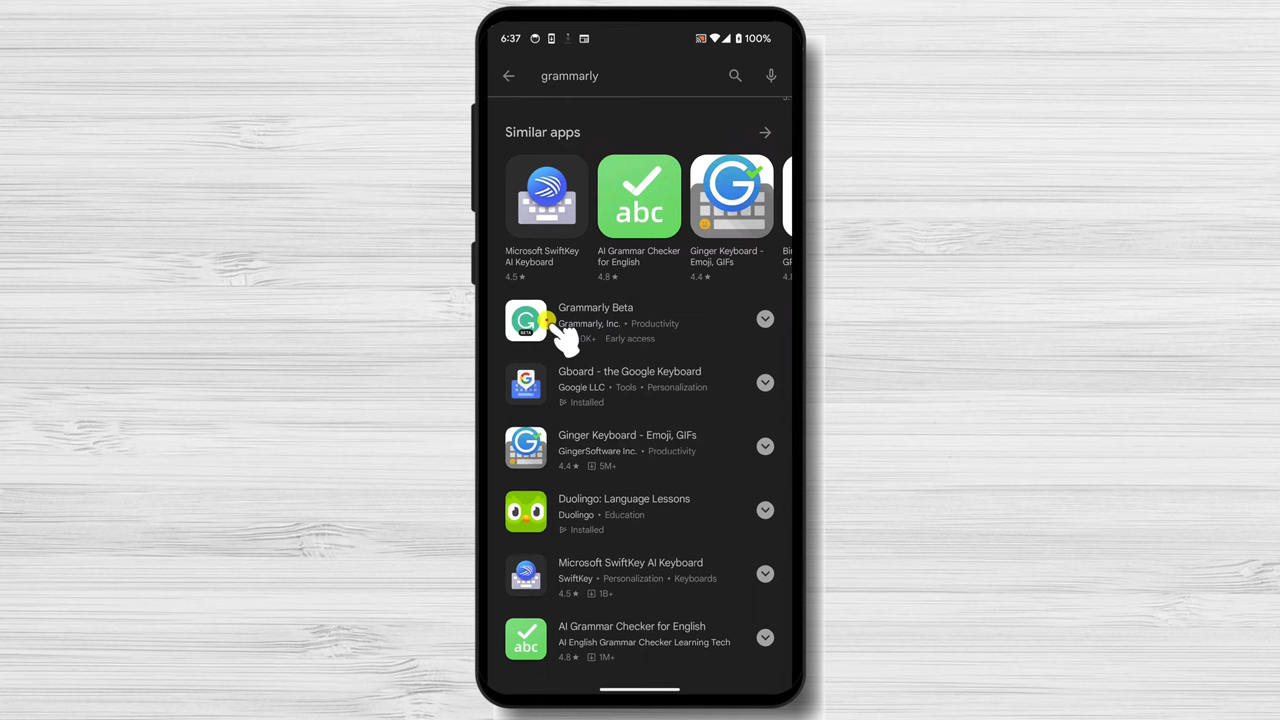 6:37
100%
grammarly
Similar apps
abc
Microsoft SwiftKey
AI Keyboard
4.5★
AI Grammar Checker
for English
4.8★
Ginger Keyboard -
Emoji, GIFs
4.4★
Grammarly Beta
BETA
Grammarly, Inc. • Productivity
0K+ Early access
Gboard - the Google Keyboard
Google LLC • Tools • Personalization
Installed
Ginger Keyboard - Emoji, GIFs
GingerSoftware Inc. • Productivity
4.4★ 5M+
Duolingo: Language Lessons
Duolingo • Education
Installed
Microsoft SwiftKey AI Keyboard
SwiftKey • Personalization • Keyboards
4.5★ 1B+
AI Grammar Checker for English
abc
AI English Grammar Checker Learning Tech
4.8★ 1M+